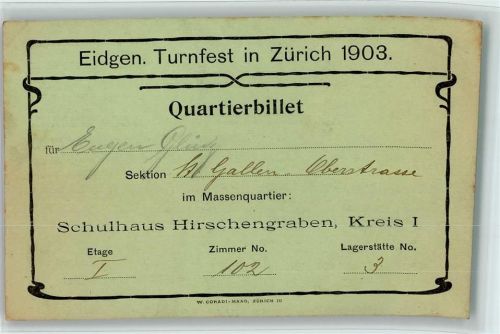 Eidgen. Turnfest in Zürich 1903.
Quartierbillet
für Eugen
Sektion St Gallen-Oberstrasse
im Massenquartier:
Schulhaus Hirschengraben, Kreis I
Etage Zimmer No. Lagerstätte No.
I 102 3
W. CORADI-MAAG, ZÜRICH III